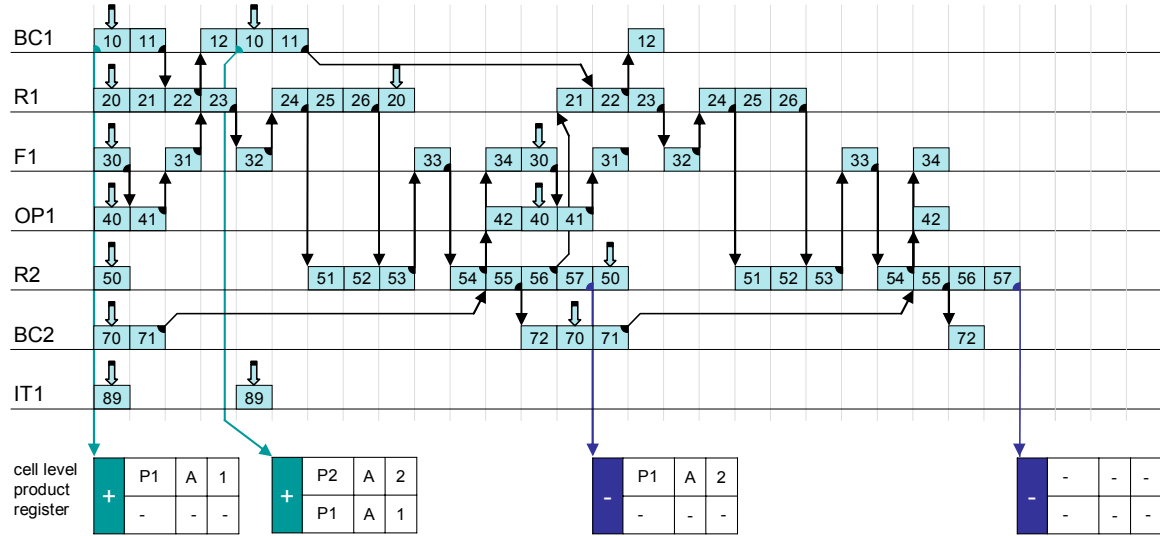 BC1 10 11 12 10 11 12
R1 20 21 22 23 24 25 26 20 21 22 23 24 25 26
F1 30 31 32 33 34 30 31 32 33 34
OP1 40 41 42 40 41 42
R2 50 51 52 53 54 55 56 57 50 51 52 53 54 55 56 57
BC2 70 71 72 70 71 72
IT1 89 89
cell level
product
register
+ P1 A 1
- - -
+ P2 A 2
P1 A 1
- P1 A 2
- - -
- - - -
- - -